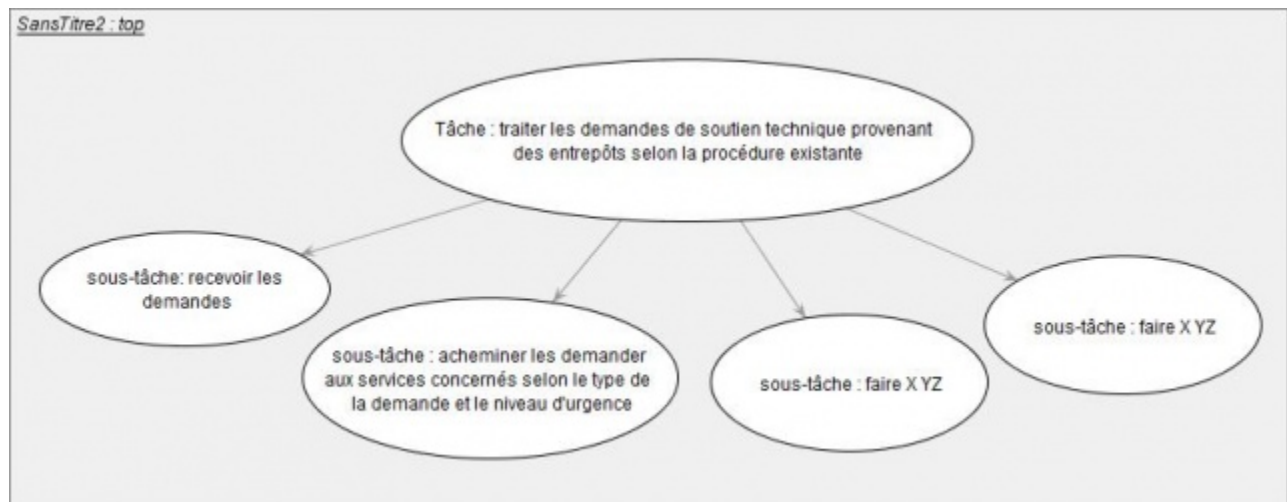 SansTitre2 : top
Tâche : traiter les demandes de soutien technique provenant
des entrepôts selon la procédure existante
sous-tâche: recevoir les
demandes
sous-tâche : acheminer les demander
aux services concernés selon le type de
la demande et le niveau d'urgence
sous-tâche : faire X YZ
sous-tâche : faire X YZ